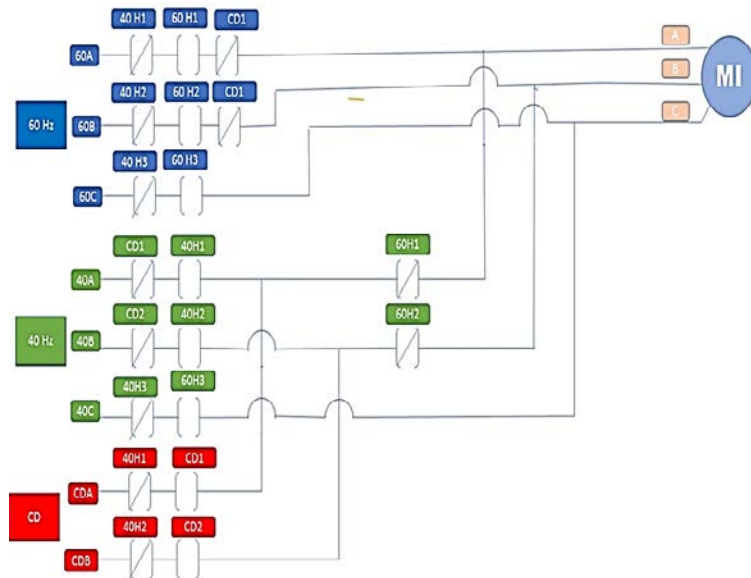 40 H1 60 H1 CD1
60A
A
MI
40 H2 60 H2 CD1
B
60 Hz
60B
C
40 H3 60 H3
60C
CD1 40H1 60H1
40A
CD2 40H2 60H2
40 Hz
40B
40H3 60H3
40C
40H1 CD1
CDA
CD
40H2 CD2
CDB